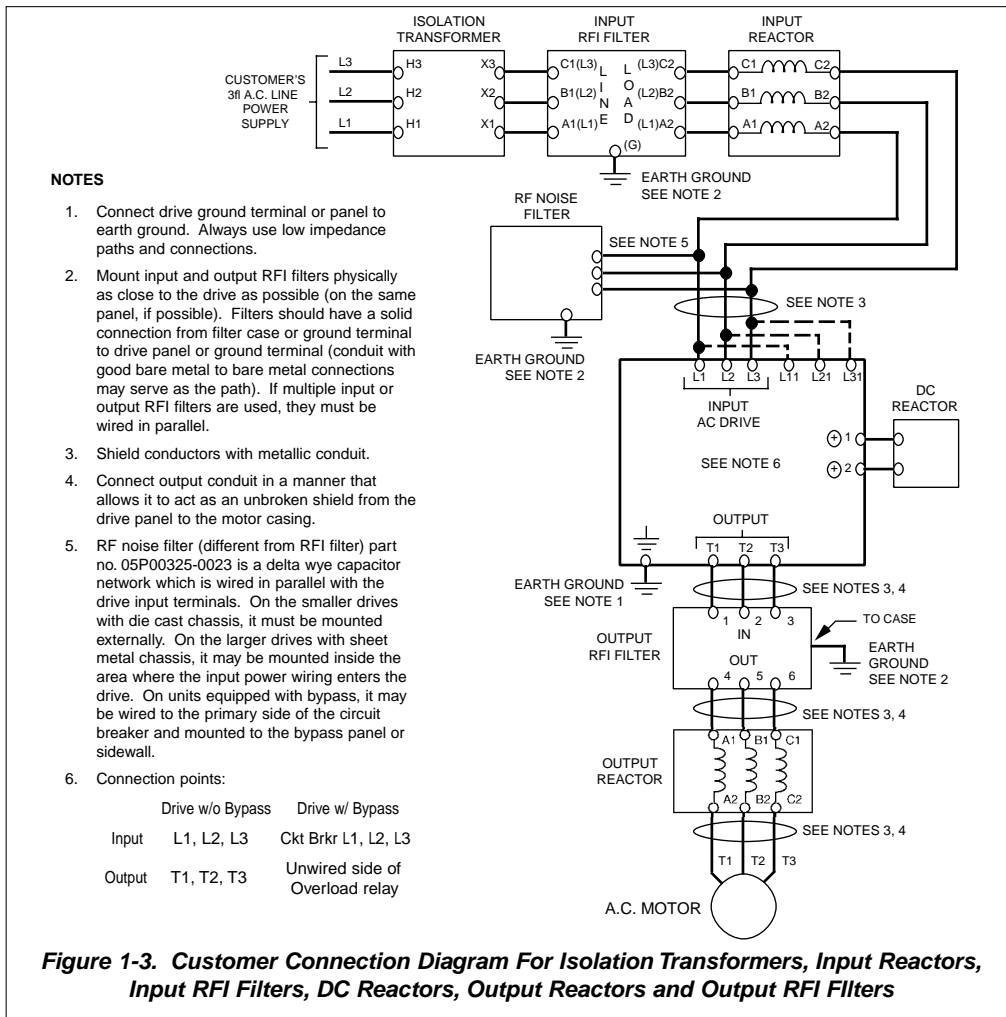 ISOLATION
TRANSFORMER
INPUT
RFI FILTER
INPUT
REACTOR
CUSTOMER'S
3fl A.C. LINE
POWER
SUPPLY
L3
L2
L1
H3
H2
H1
X3
X2
X1
C1(L3)
B1(L2)
A1(L1)
LINE
LOAD
(L3)C2
(L2)B2
(L1)A2
(G)
C1 C2
B1 B2
A1 A2
EARTH GROUND
SEE NOTE 2
RF NOISE
FILTER
SEE NOTE 5
EARTH GROUND
SEE NOTE 2
SEE NOTE 3
L1 L2 L3 L11 L21 L31
INPUT
AC DRIVE
SEE NOTE 6
DC
REACTOR
+ 1
+ 2
OUTPUT
T1 T2 T3
EARTH GROUND
SEE NOTE 1
SEE NOTES 3, 4
OUTPUT
RFI FILTER
1 2 3
IN
OUT
4 5 6
TO CASE
EARTH
GROUND
SEE NOTE 2
SEE NOTES 3, 4
OUTPUT
REACTOR
A1 B1 C1
A2 B2 C2
SEE NOTES 3, 4
T1 T2 T3
A.C. MOTOR
NOTES
1. Connect drive ground terminal or panel to
earth ground. Always use low impedance
paths and connections.
2. Mount input and output RFI filters physically
as close to the drive as possible (on the same
panel, if possible). Filters should have a solid
connection from filter case or ground terminal
to drive panel or ground terminal (conduit with
good bare metal to bare metal connections
may serve as the path). If multiple input or
output RFI filters are used, they must be
wired in parallel.
3. Shield conductors with metallic conduit.
4. Connect output conduit in a manner that
allows it to act as an unbroken shield from the
drive panel to the motor casing.
5. RF noise filter (different from RFI filter) part
no. 05P00325-0023 is a delta wye capacitor
network which is wired in parallel with the
drive input terminals. On the smaller drives
with die cast chassis, it must be mounted
externally. On the larger drives with sheet
metal chassis, it may be mounted inside the
area where the input power wiring enters the
drive. On units equipped with bypass, it may
be wired to the primary side of the circuit
breaker and mounted to the bypass panel or
sidewall.
6. Connection points:
Drive w/o Bypass Drive w/ Bypass
Input L1, L2, L3 Ckt Brkr L1, L2, L3
Output T1, T2, T3 Unwired side of
Overload relay
Figure 1-3. Customer Connection Diagram For Isolation Transformers, Input Reactors,
Input RFI Filters, DC Reactors, Output Reactors and Output RFI FIlters